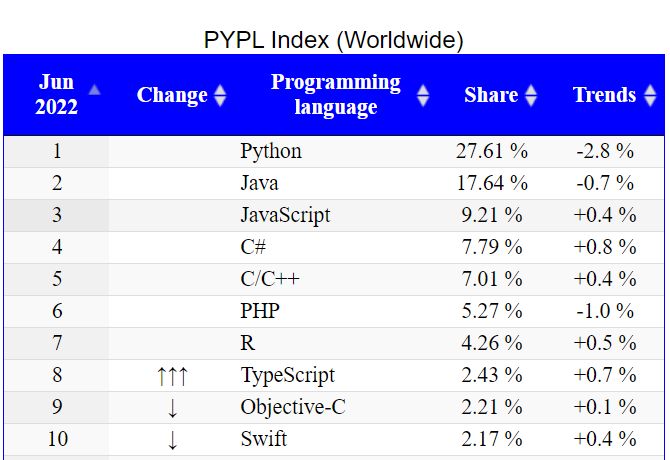 PYPL Index (Worldwide)
Jun 2022 Change Programming language Share Trends
1 Python 27.61 % -2.8 %
2 Java 17.64 % -0.7 %
3 JavaScript 9.21 % +0.4 %
4 C# 7.79 % +0.8 %
5 C/C++ 7.01 % +0.4 %
6 PHP 5.27 % -1.0 %
7 R 4.26 % +0.5 %
8 ↑↑↑ TypeScript 2.43 % +0.7 %
9 ↓ Objective-C 2.21 % +0.1 %
10 ↓ Swift 2.17 % +0.4 %